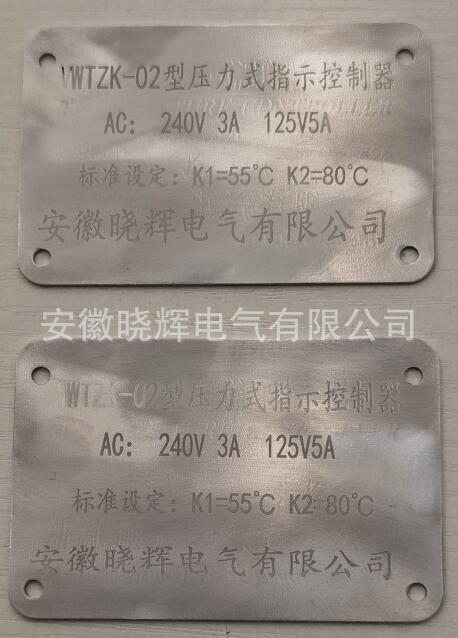 WTZK-02型压力式指示控制器
AC: 240V 3A 125V5A
标准设定: K1=55℃ K2=80℃
安徽晓辉电气有限公司
安徽晓辉电气有限公司
WTZK-02型压力式指示控制器
AC: 240V 3A 125V5A
标准设定: K1=55℃ K2=80℃
安徽晓辉电气有限公司